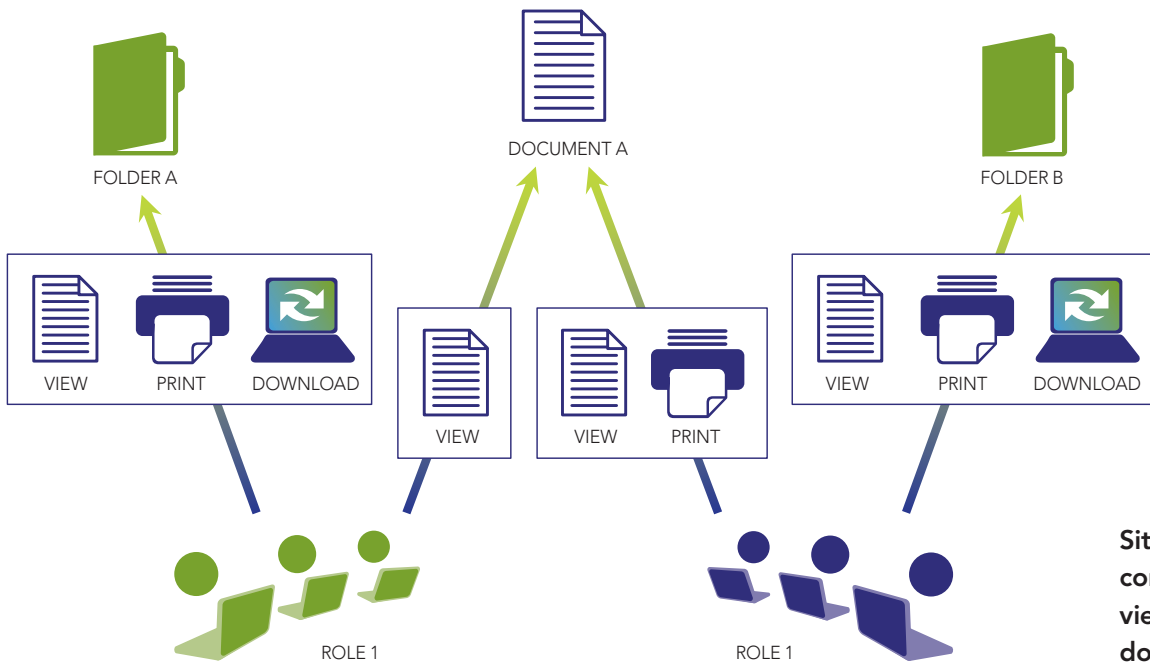 DOCUMENT A
FOLDER A
FOLDER B
VIEW PRINT DOWNLOAD
VIEW
VIEW PRINT
VIEW PRINT DOWNLOAD
ROLE 1
ROLE 1